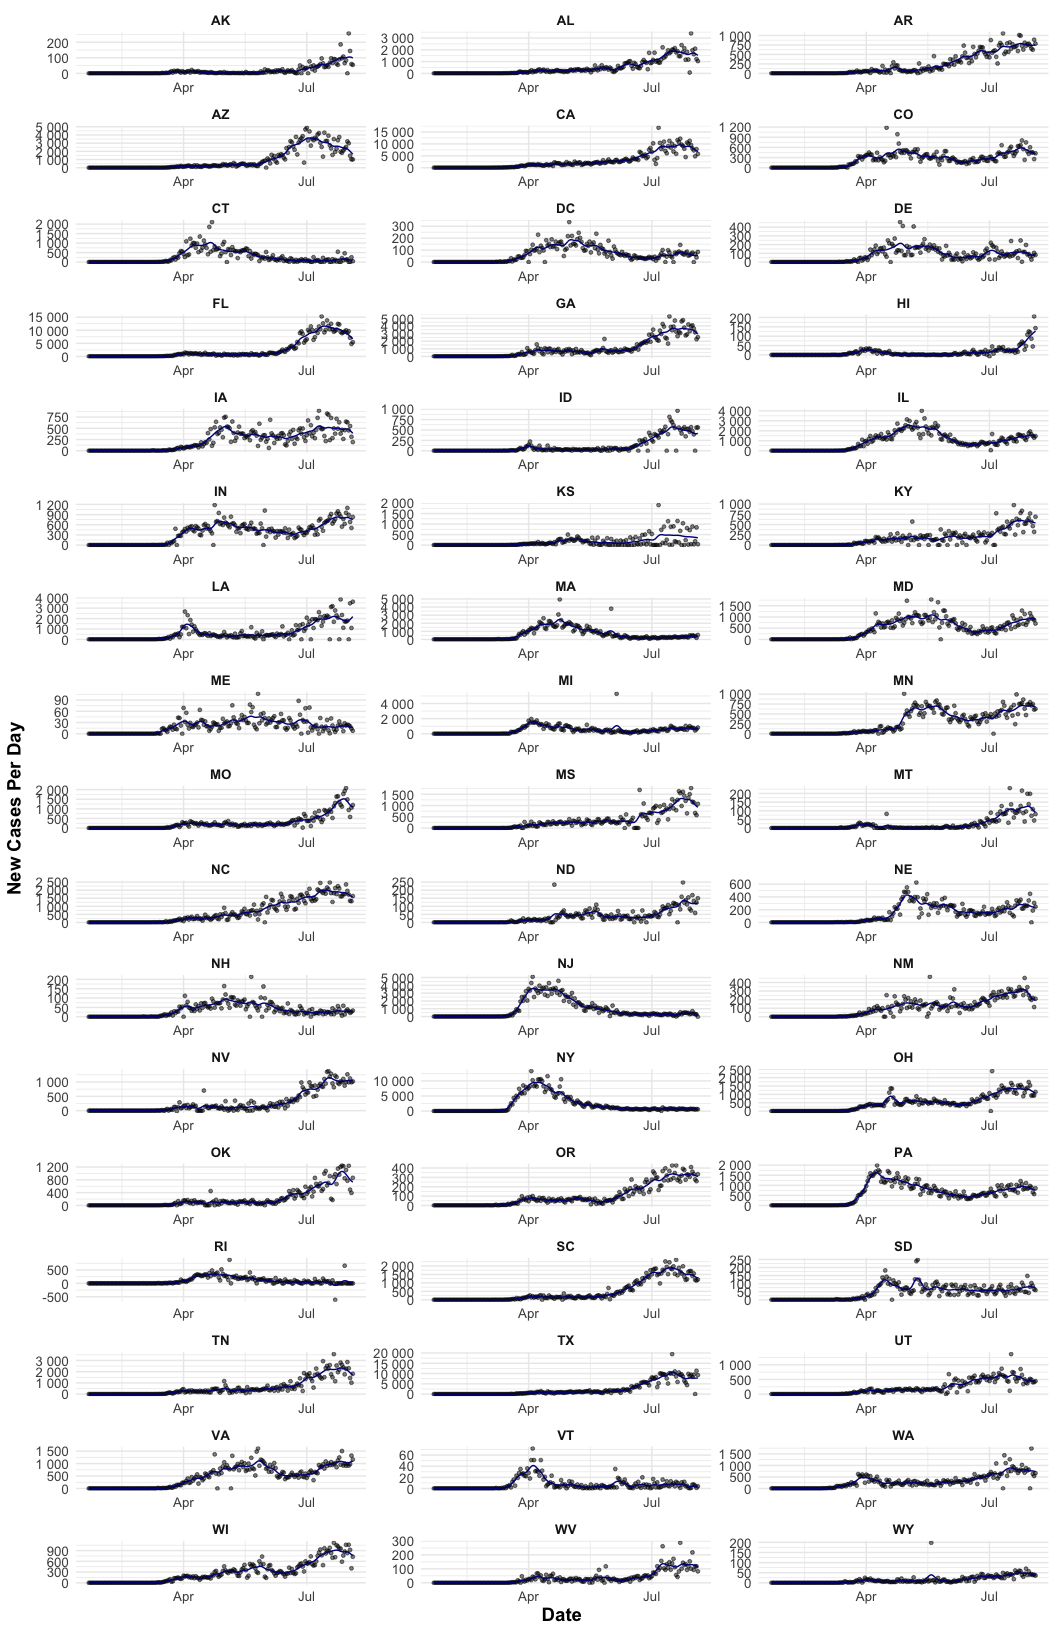 AK AL AR
200 100 0 3 000 2 000 1 000 0 1 000 750 500 250 0
Apr Jul Apr Jul Apr Jul
AZ CA CO
5 000 4 000 3 000 2 000 1 000 0 15 000 10 000 5 000 0 1 200 900 600 300 0
Apr Jul Apr Jul Apr Jul
CT DC DE
2 000 1 500 1 000 500 0 300 200 100 0 400 300 200 100 0
Apr Jul Apr Jul Apr Jul
FL GA HI
15 000 10 000 5 000 0 5 000 4 000 3 000 2 000 1 000 0 200 150 100 50 0
Apr Jul Apr Jul Apr Jul
IA ID IL
750 500 250 0 1 000 750 500 250 0 4 000 3 000 2 000 1 000 0
Apr Jul Apr Jul Apr Jul
IN KS KY
1 200 900 600 300 0 2 000 1 500 1 000 500 0 1 000 750 500 250 0
Apr Jul Apr Jul Apr Jul
LA MA MD
4 000 3 000 2 000 1 000 0 5 000 4 000 3 000 2 000 1 000 0 1 500 1 000 500 0
Apr Jul Apr Jul Apr Jul
ME MI MN
90 60 30 0 4 000 2 000 0 1 000 750 500 250 0
Apr Jul Apr Jul Apr Jul
New Cases Per Day
MO MS MT
2 000 1 500 1 000 500 0 1 500 1 000 500 0 200 150 100 50 0
Apr Jul Apr Jul Apr Jul
NC ND NE
2 500 2 000 1 500 1 000 500 0 250 200 150 100 50 0 600 400 200 0
Apr Jul Apr Jul Apr Jul
NH NJ NM
200 150 100 50 0 5 000 4 000 3 000 2 000 1 000 0 400 300 200 100 0
Apr Jul Apr Jul Apr Jul
NV NY OH
1 000 500 0 10 000 5 000 0 2 500 2 000 1 500 1 000 500 0
Apr Jul Apr Jul Apr Jul
OK OR PA
1 200 800 400 0 400 300 200 100 0 2 000 1 500 1 000 500 0
Apr Jul Apr Jul Apr Jul
RI SC SD
500 0 -500 2 000 1 500 1 000 500 0 250 200 150 100 50 0
Apr Jul Apr Jul Apr Jul
TN TX UT
3 000 2 000 1 000 0 20 000 15 000 10 000 5 000 0 1 000 500 0
Apr Jul Apr Jul Apr Jul
VA VT WA
1 500 1 000 500 0 60 40 20 0 1 500 1 000 500 0
Apr Jul Apr Jul Apr Jul
WI WV WY
900 600 300 0 300 200 100 0 200 150 100 50 0
Apr Jul Apr Jul Apr Jul
Date